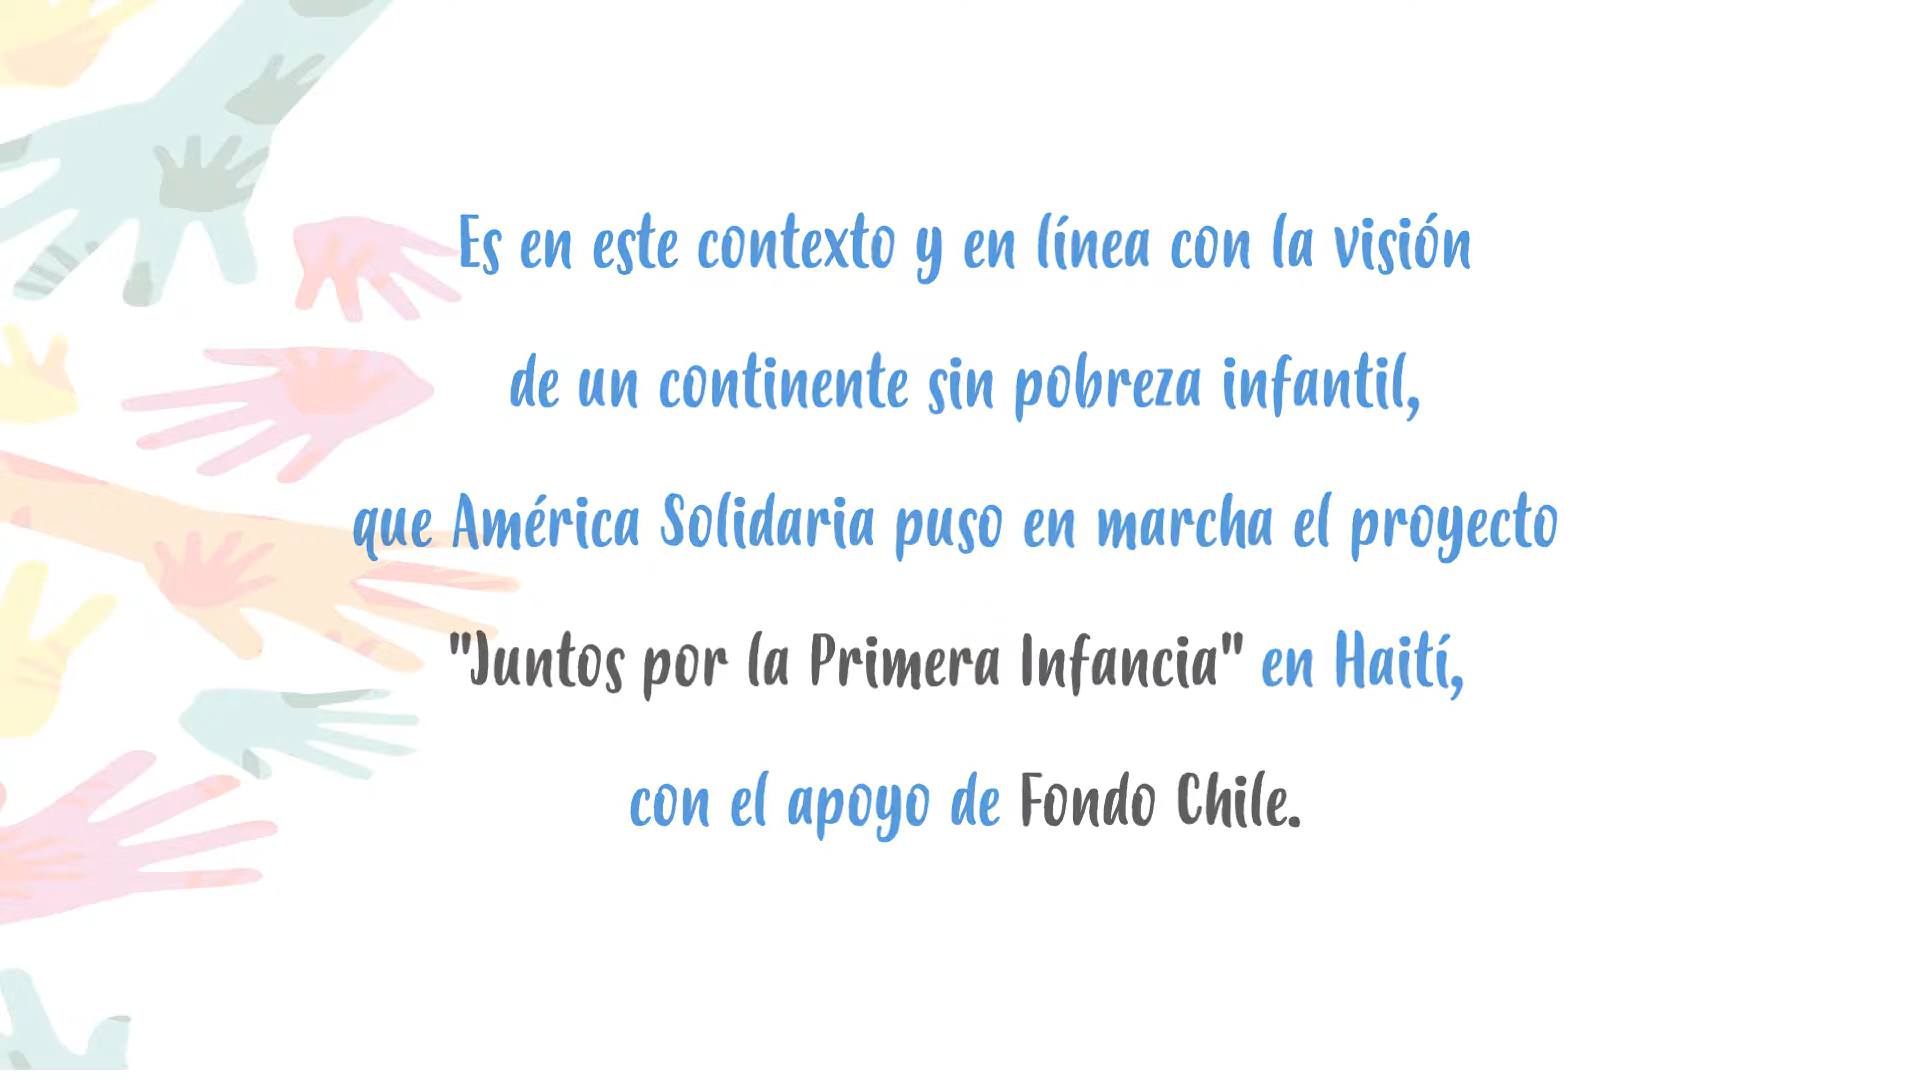 Es en este contexto y en línea con la visión
de un continente sin pobreza infantil,
que América Solidaria puso en marcha el proyecto
"Juntos por la Primera Infancia" en Haití,
con el apoyo de Fondo Chile.